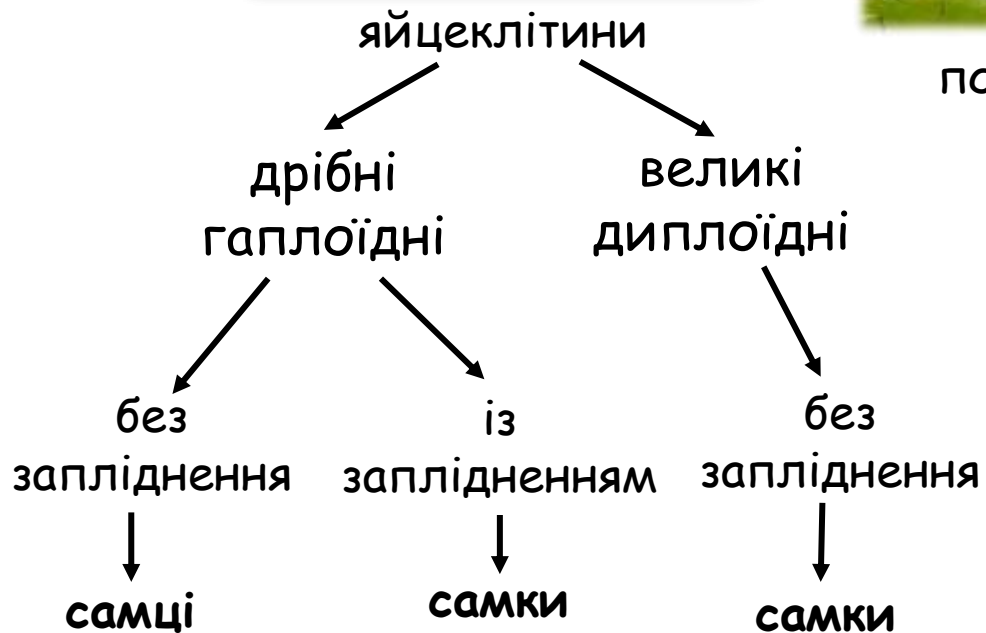 яйцеклітини
дрібні
гаплоїдні
великі
диплоїдні
без
запліднення
із
заплідненням
без
запліднення
самці
самки
самки